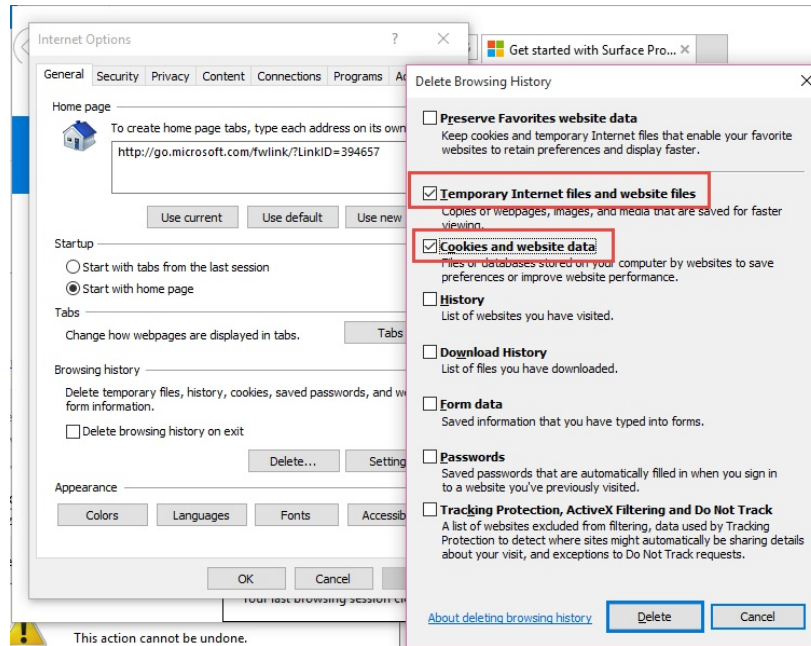 Internet Options
?
Get started with Surface Pro...
General Security Privacy Content Connections Programs
Home page
To create home page tabs, type each address on its own
http://go.microsoft.com/fwlink/?LinkID=394657
Use current Use default Use new
Startup
Start with tabs from the last session
Start with home page
Tabs
Change how webpages are displayed in tabs.
Tabs
Browsing history
Delete temporary files, history, cookies, saved passwords, and
form information.
Delete browsing history on exit
Delete...
Appearance
Colors Languages Fonts
OK Cancel
Your last browsing session
This action cannot be undone.
Delete Browsing History
Preserve Favorites website data
Keep cookies and temporary Internet files that enable your favorite
websites to retain preferences and display faster.
Temporary Internet files and website files
Copies of webpages, images, and media that are saved for faster
viewing.
Cookies and website data
Files or databases stored on your computer by websites to save
preferences or improve website performance.
History
List of websites you have visited.
Download History
List of files you have downloaded.
Form data
Saved information that you have typed into forms.
Passwords
Saved passwords that are automatically filled in when you sign in
to a website you've previously visited.
Tracking Protection, ActiveX Filtering and Do Not Track
A list of websites excluded from filtering, data used by Tracking
Protection to detect where sites might automatically be sharing details
about your visit, and exceptions to Do Not Track requests.
About deleting browsing history
Delete Cancel